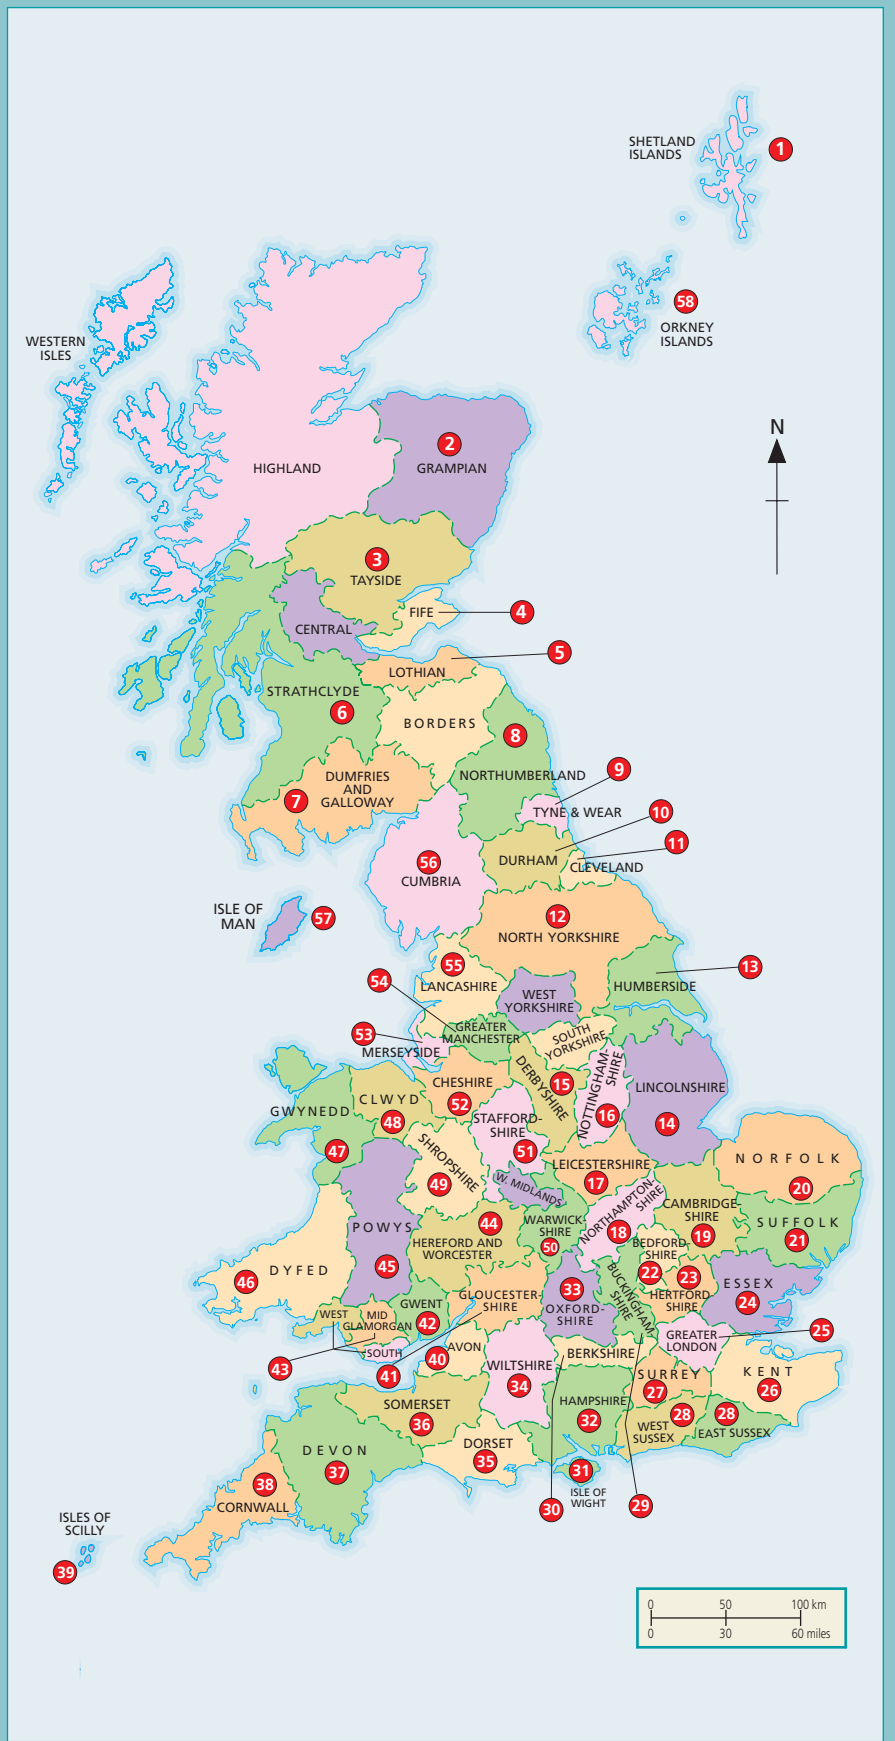 SHETLAND
ISLANDS
1
58
ORKNEY
ISLANDS
WESTERN
ISLES
N
HIGHLAND
2
GRAMPIAN
3
TAYSIDE
FIFE
4
CENTRAL
5
LOTHIAN
STRATHCLYDE
6
BORDERS
8
NORTHUMBERLAND
9
DUMFRIES
AND
GALLOWAY
7
TYNE & WEAR
10
11
DURHAM
CLEVELAND
56
CUMBRIA
ISLE OF
MAN
57
12
NORTH YORKSHIRE
55
LANCASHIRE
54
13
HUMBERSIDE
WEST
YORKSHIRE
GREATER
MANCHESTER
53
MERSEYSIDE
SOUTH
YORKSHIRE
DERBYSHIRE
15
NOTTINGHAM-
SHIRE
16
LINCOLNSHIRE
14
CHESHIRE
52
CLWYD
48
GWYNEDD
47
STAFFORD-
SHIRE
51
SHROPSHIRE
49
LEICESTERSHIRE
17
NORFOLK
20
W. MIDLANDS
NORTHAMPTON-
SHIRE
18
CAMBRIDGE-
SHIRE
19
SUFFOLK
21
POWYS
45
44
HEREFORD AND
WORCESTER
WARWICK-
SHIRE
50
BEDFORD-
SHIRE
22
23
HERTFORD-
SHIRE
ESSEX
24
DYFED
46
BUCKINGHAM-
SHIRE
33
OXFORD-
SHIRE
GLOUCESTER-
SHIRE
GWENT
42
WEST
MID
GLAMORGAN
SOUTH
43
41
AVON
40
GREATER
LONDON
25
BERKSHIRE
WILTSHIRE
34
SURREY
27
KENT
26
HAMPSHIRE
32
WEST
SUSSEX
28
28
EAST SUSSEX
SOMERSET
36
DORSET
35
DEVON
37
38
CORNWALL
31
ISLE OF
WIGHT
30
29
ISLES OF
SCILLY
39
0 50 100 km
0 30 60 miles